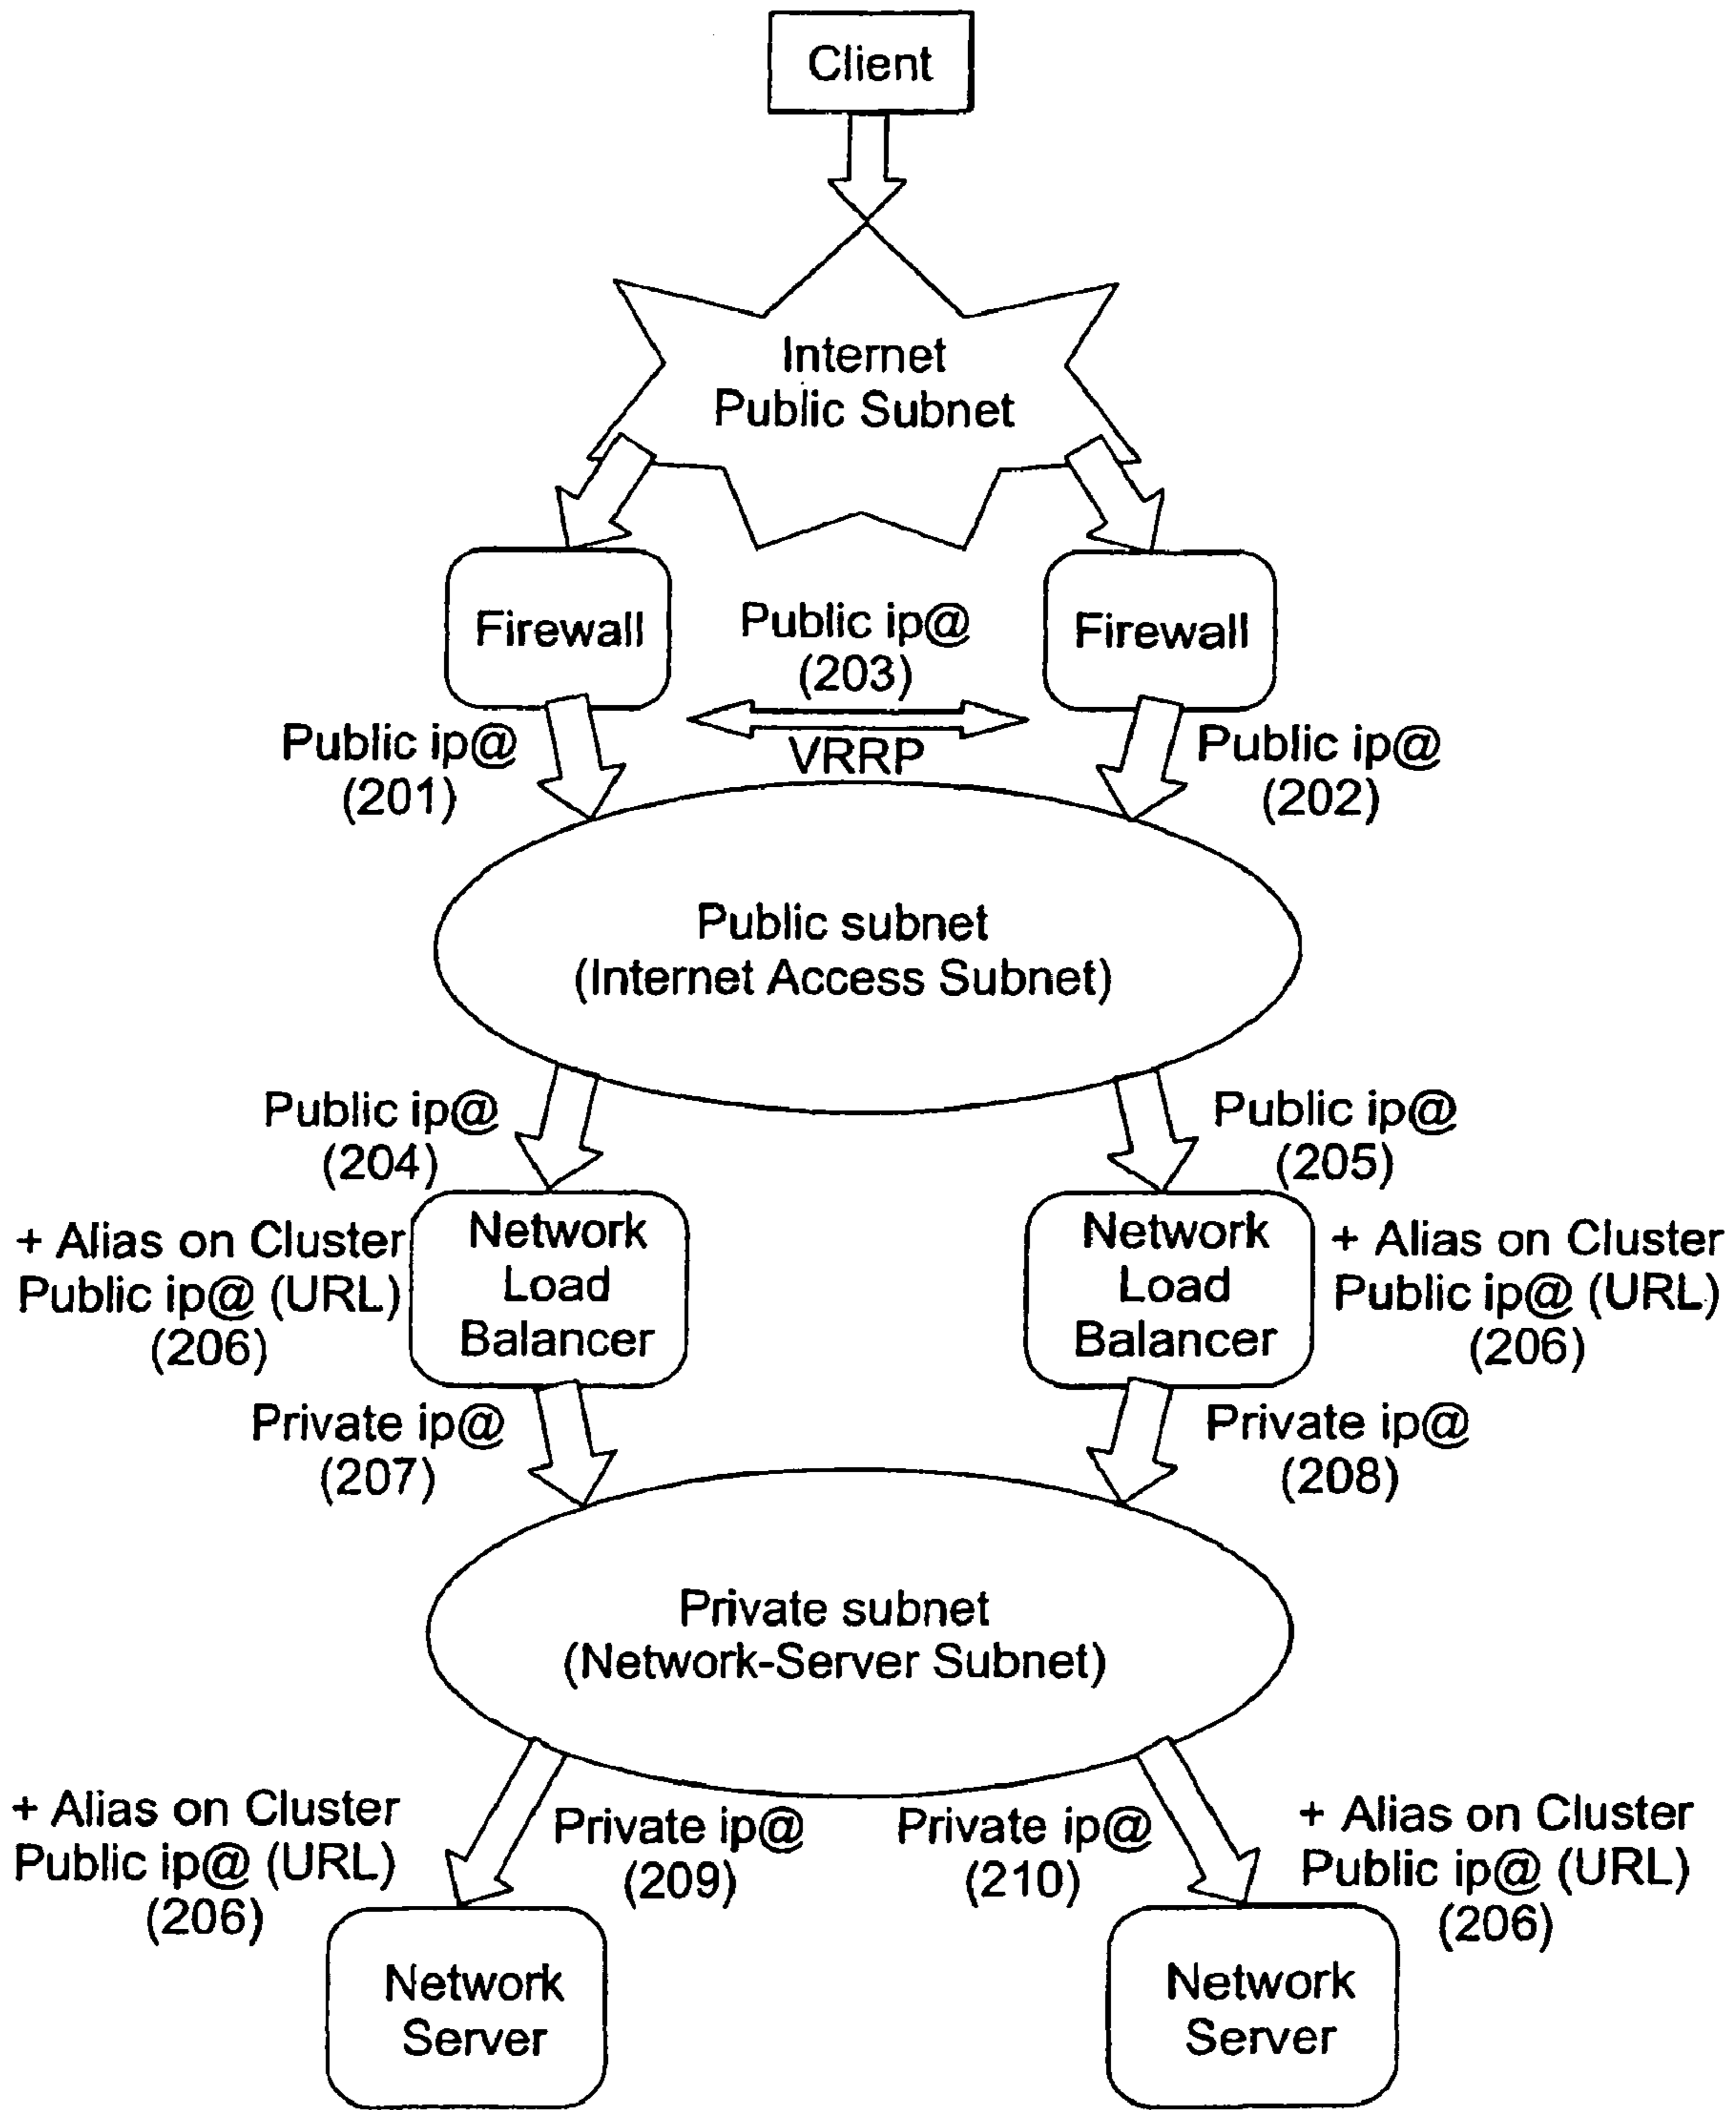 Client
Internet
Public Subnet
Firewall
Public ip@
(203)
Firewall
Public ip@
(201)
VRRP
Public ip@
(202)
Public subnet
(Internet Access Subnet)
Public ip@
(204)
Public ip@
(205)
+ Alias on Cluster
Public ip@ (URL)
(206)
Network
Load
Balancer
Network
Load
Balancer
+ Alias on Cluster
Public ip@ (URL)
(206)
Private ip@
(207)
Private ip@
(208)
Private subnet
(Network-Server Subnet)
+ Alias on Cluster
Public ip@ (URL)
(206)
Private ip@
(209)
Private ip@
(210)
+ Alias on Cluster
Public ip@ (URL)
(206)
Network
Server
Network
Server